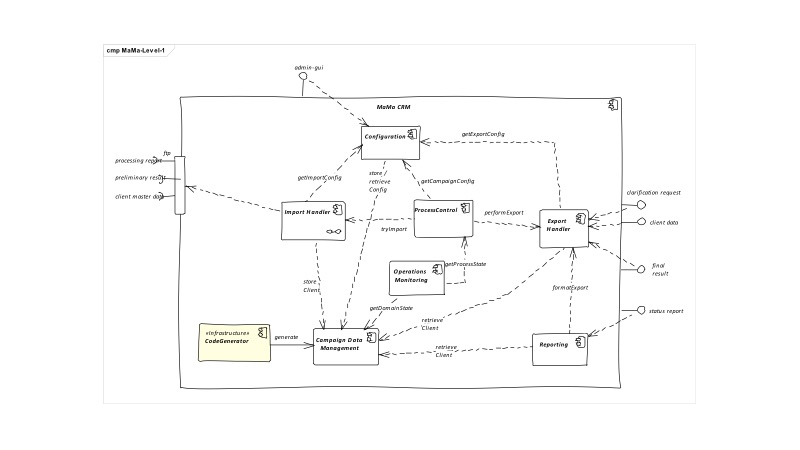 cmp MaMa-Level-1
admin-gui
MaMa CRM
Configuration
getExportConfig
ftp
processing report
preliminary result
client master data
getImportConfig
store
retrieve
Config
getCampaignConfig
clarification request
Import Handler
ProcessControl
performExport
Export
Handler
client data
tryImport
getProcessState
Operations
Monitoring
final
result
store
Client
formatExport
getDomainState
retrieve
Client
status report
«Infrastructure»
CodeGenerator
generate
Campaign Data
Management
retrieve
Client
Reporting